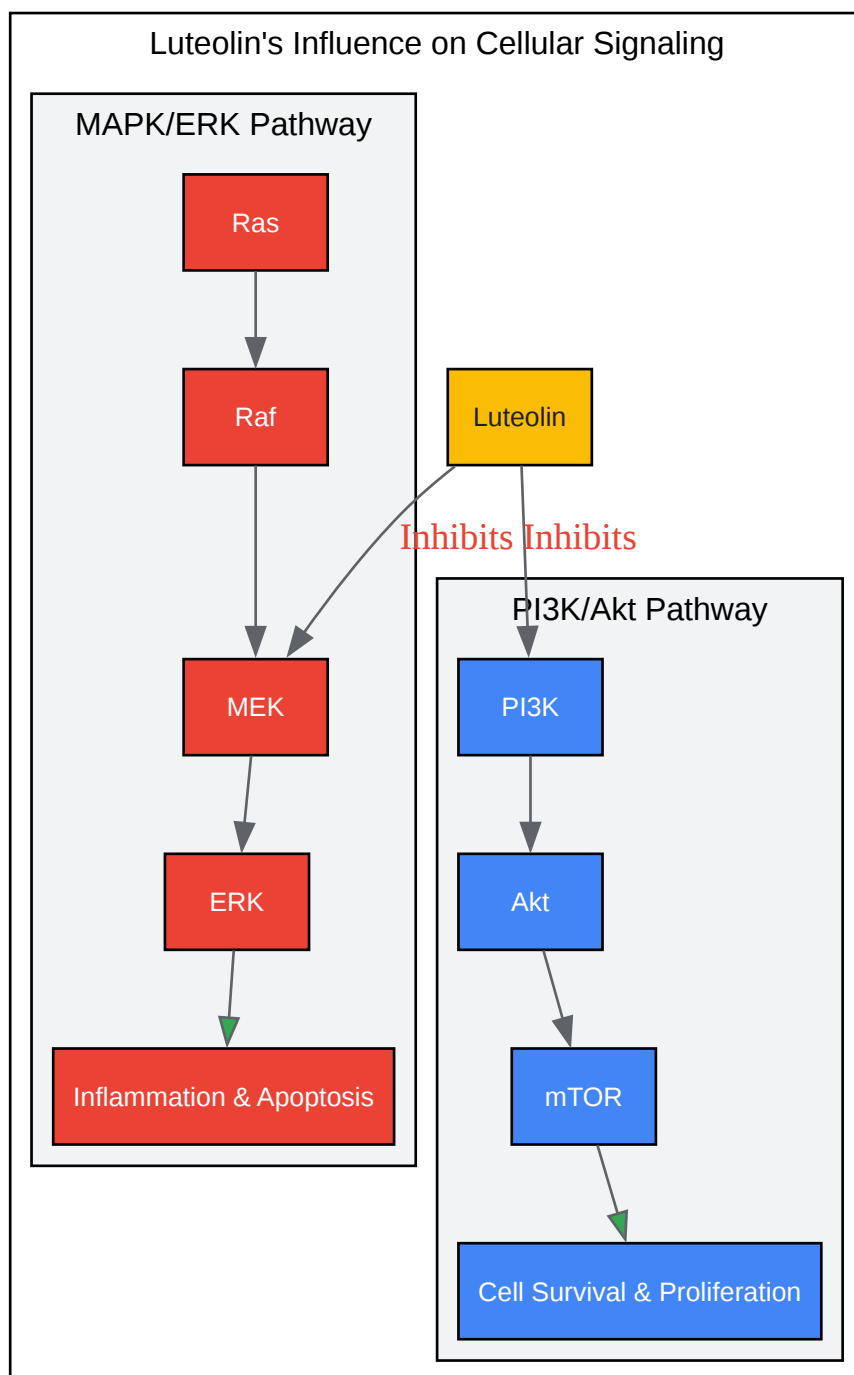 Luteolin's Influence on Cellular Signaling
MAPK/ERK Pathway
Ras
Raf
Luteolin
Inhibits Inhibits
PI3K/Akt Pathway
MEK
PI3K
ERK
Akt
Inflammation & Apoptosis
mTOR
Cell Survival & Proliferation